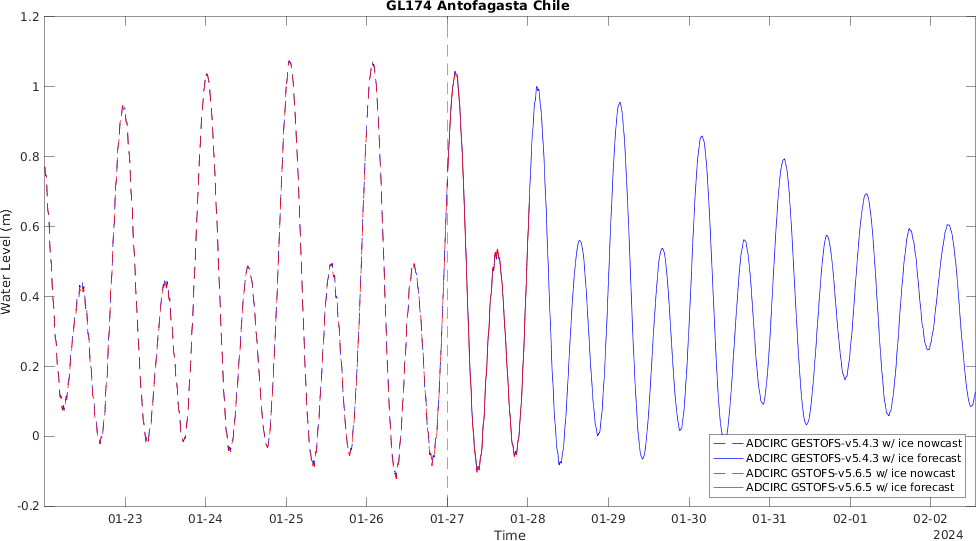 GL174 Antofagasta Chile
1.2
1
0.8
0.6
0.4
0.2
0
-0.2
Water Level (m)
01-23 01-24 01-25 01-26 01-27 01-28 01-29 01-30 01-31 02-01 02-02
Time
2024
ADCIRC GESTOFS-v5.4.3 w/ ice nowcast
ADCIRC GESTOFS-v5.4.3 w/ ice forecast
ADCIRC GSTOFS-v5.6.5 w/ ice nowcast
ADCIRC GSTOFS-v5.6.5 w/ ice forecast